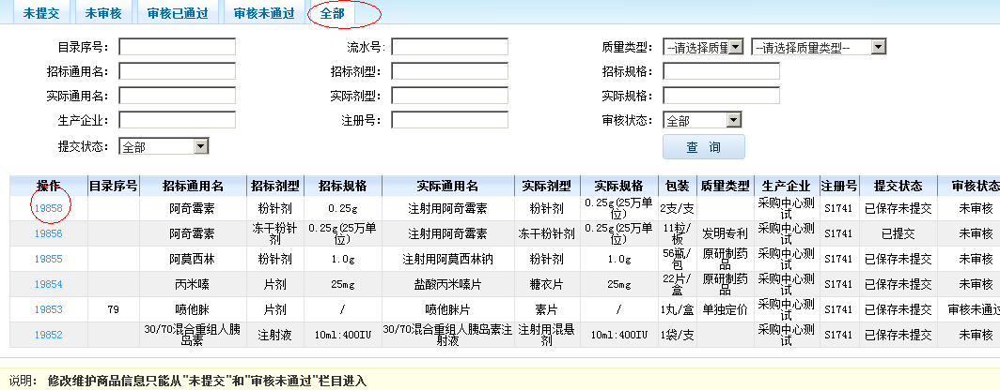 未提交 未审核 审核已通过 审核未通过 全部
目录序号： 流水号： 质量类型： --请选择质量 --请选择质量类型--
招标通用名： 招标剂型： 招标规格：
实际通用名： 实际剂型： 实际规格：
生产企业： 注册号： 审核状态： 全部
提交状态： 全部 查 询
操作 目录序号 招标通用名 招标剂型 招标规格 实际通用名 实际剂型 实际规格 包装 质量类型 生产企业 注册号 提交状态 审核状态
19858 阿奇霉素 粉针剂 0.25g 注射用阿奇霉素 粉针剂 0.25g(25万单位) 2支/支 采购中心测试 S1741 已保存未提交 未审核
19856 阿奇霉素 冻干粉针剂 0.25g(25万单位) 注射用阿奇霉素 冻干粉针剂 0.25g(25万单位) 11粒/板 发明专利 采购中心测试 S1741 已提交 未审核
19855 阿莫西林 粉针剂 1.0g 注射用阿莫西林钠 粉针剂 1.0g 56瓶/包 原研制药品 采购中心测试 S1741 已保存未提交 未审核
19854 丙米嗪 片剂 25mg 盐酸丙米嗪片 糖衣片 25mg 22片/盒 原研制药品 采购中心测试 S1741 已保存未提交 未审核
19853 79 喷他脒 片剂 / 喷他脒片 素片 / 1丸/盒 单独定价 采购中心测试 S1741 已保存未提交 审核未通过
19852 30/70混合重组人胰岛素 注射液 10ml:400IU 30/70混合重组人胰岛素注射液 注射用混悬剂 10ml:400IU 1袋/支 采购中心测试 S1741 已保存未提交 未审核
说明： 修改维护商品信息只能从"未提交"和"审核未通过"栏目进入